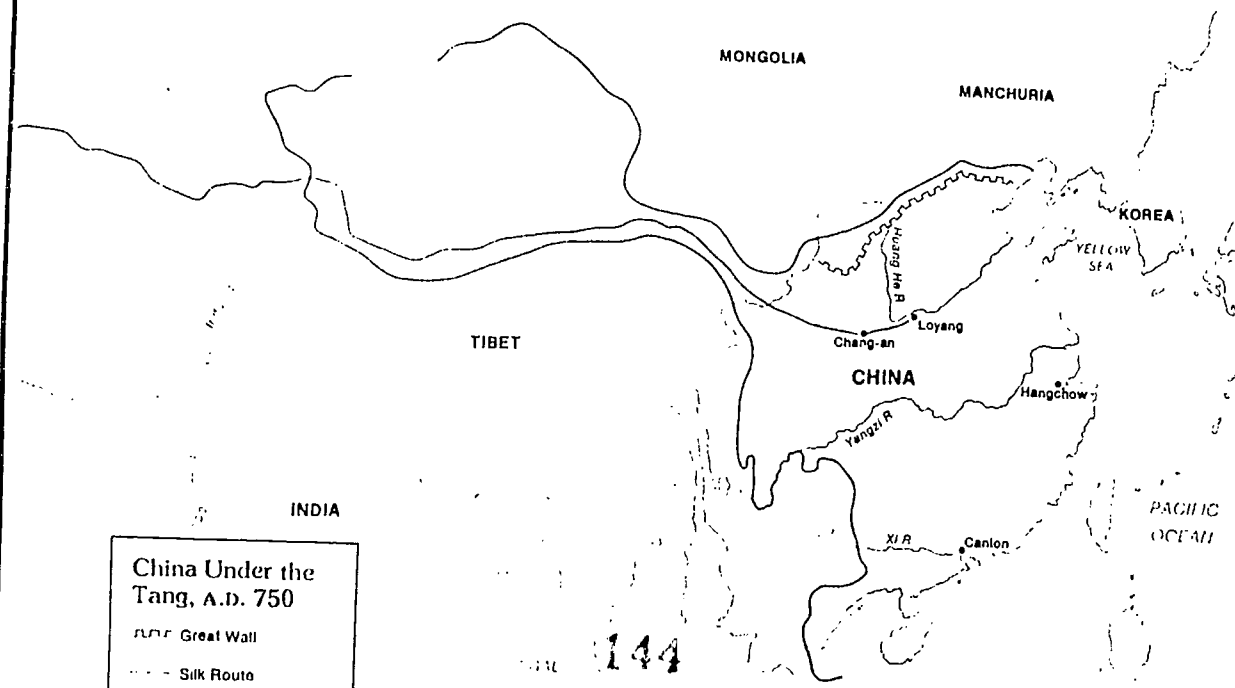 MONGOLIA
MANCHURIA
KOREA
YELLOW
SEA
Huang He R
Loyang
Chang-an
TIBET
CHINA
Hangchow
Yangzi R
INDIA
PACIFIC
OCEAN
XI R
Canton
China Under the
Tang, A.D. 750
Great Wall
Silk Route
144